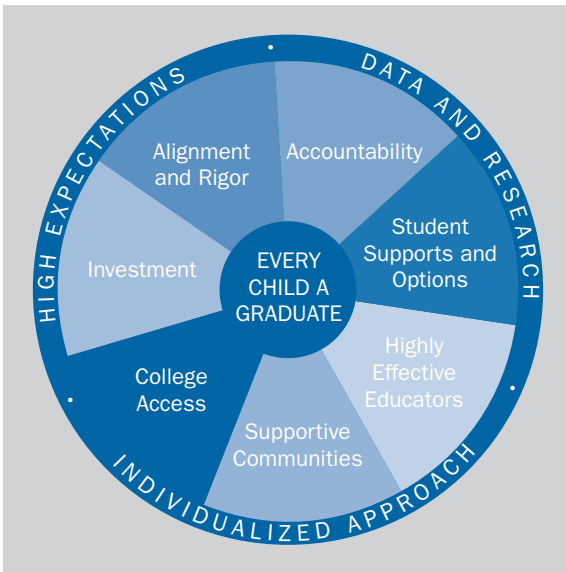 HIGH EXPECTATIONS
DATA AND RESEARCH
Alignment
and Rigor
Accountability
Student
Supports and
Options
Investment
EVERY
CHILD A
GRADUATE
Highly
Effective
Educators
College
Access
Supportive
Communities
INDIVIDUALIZED APPROACH